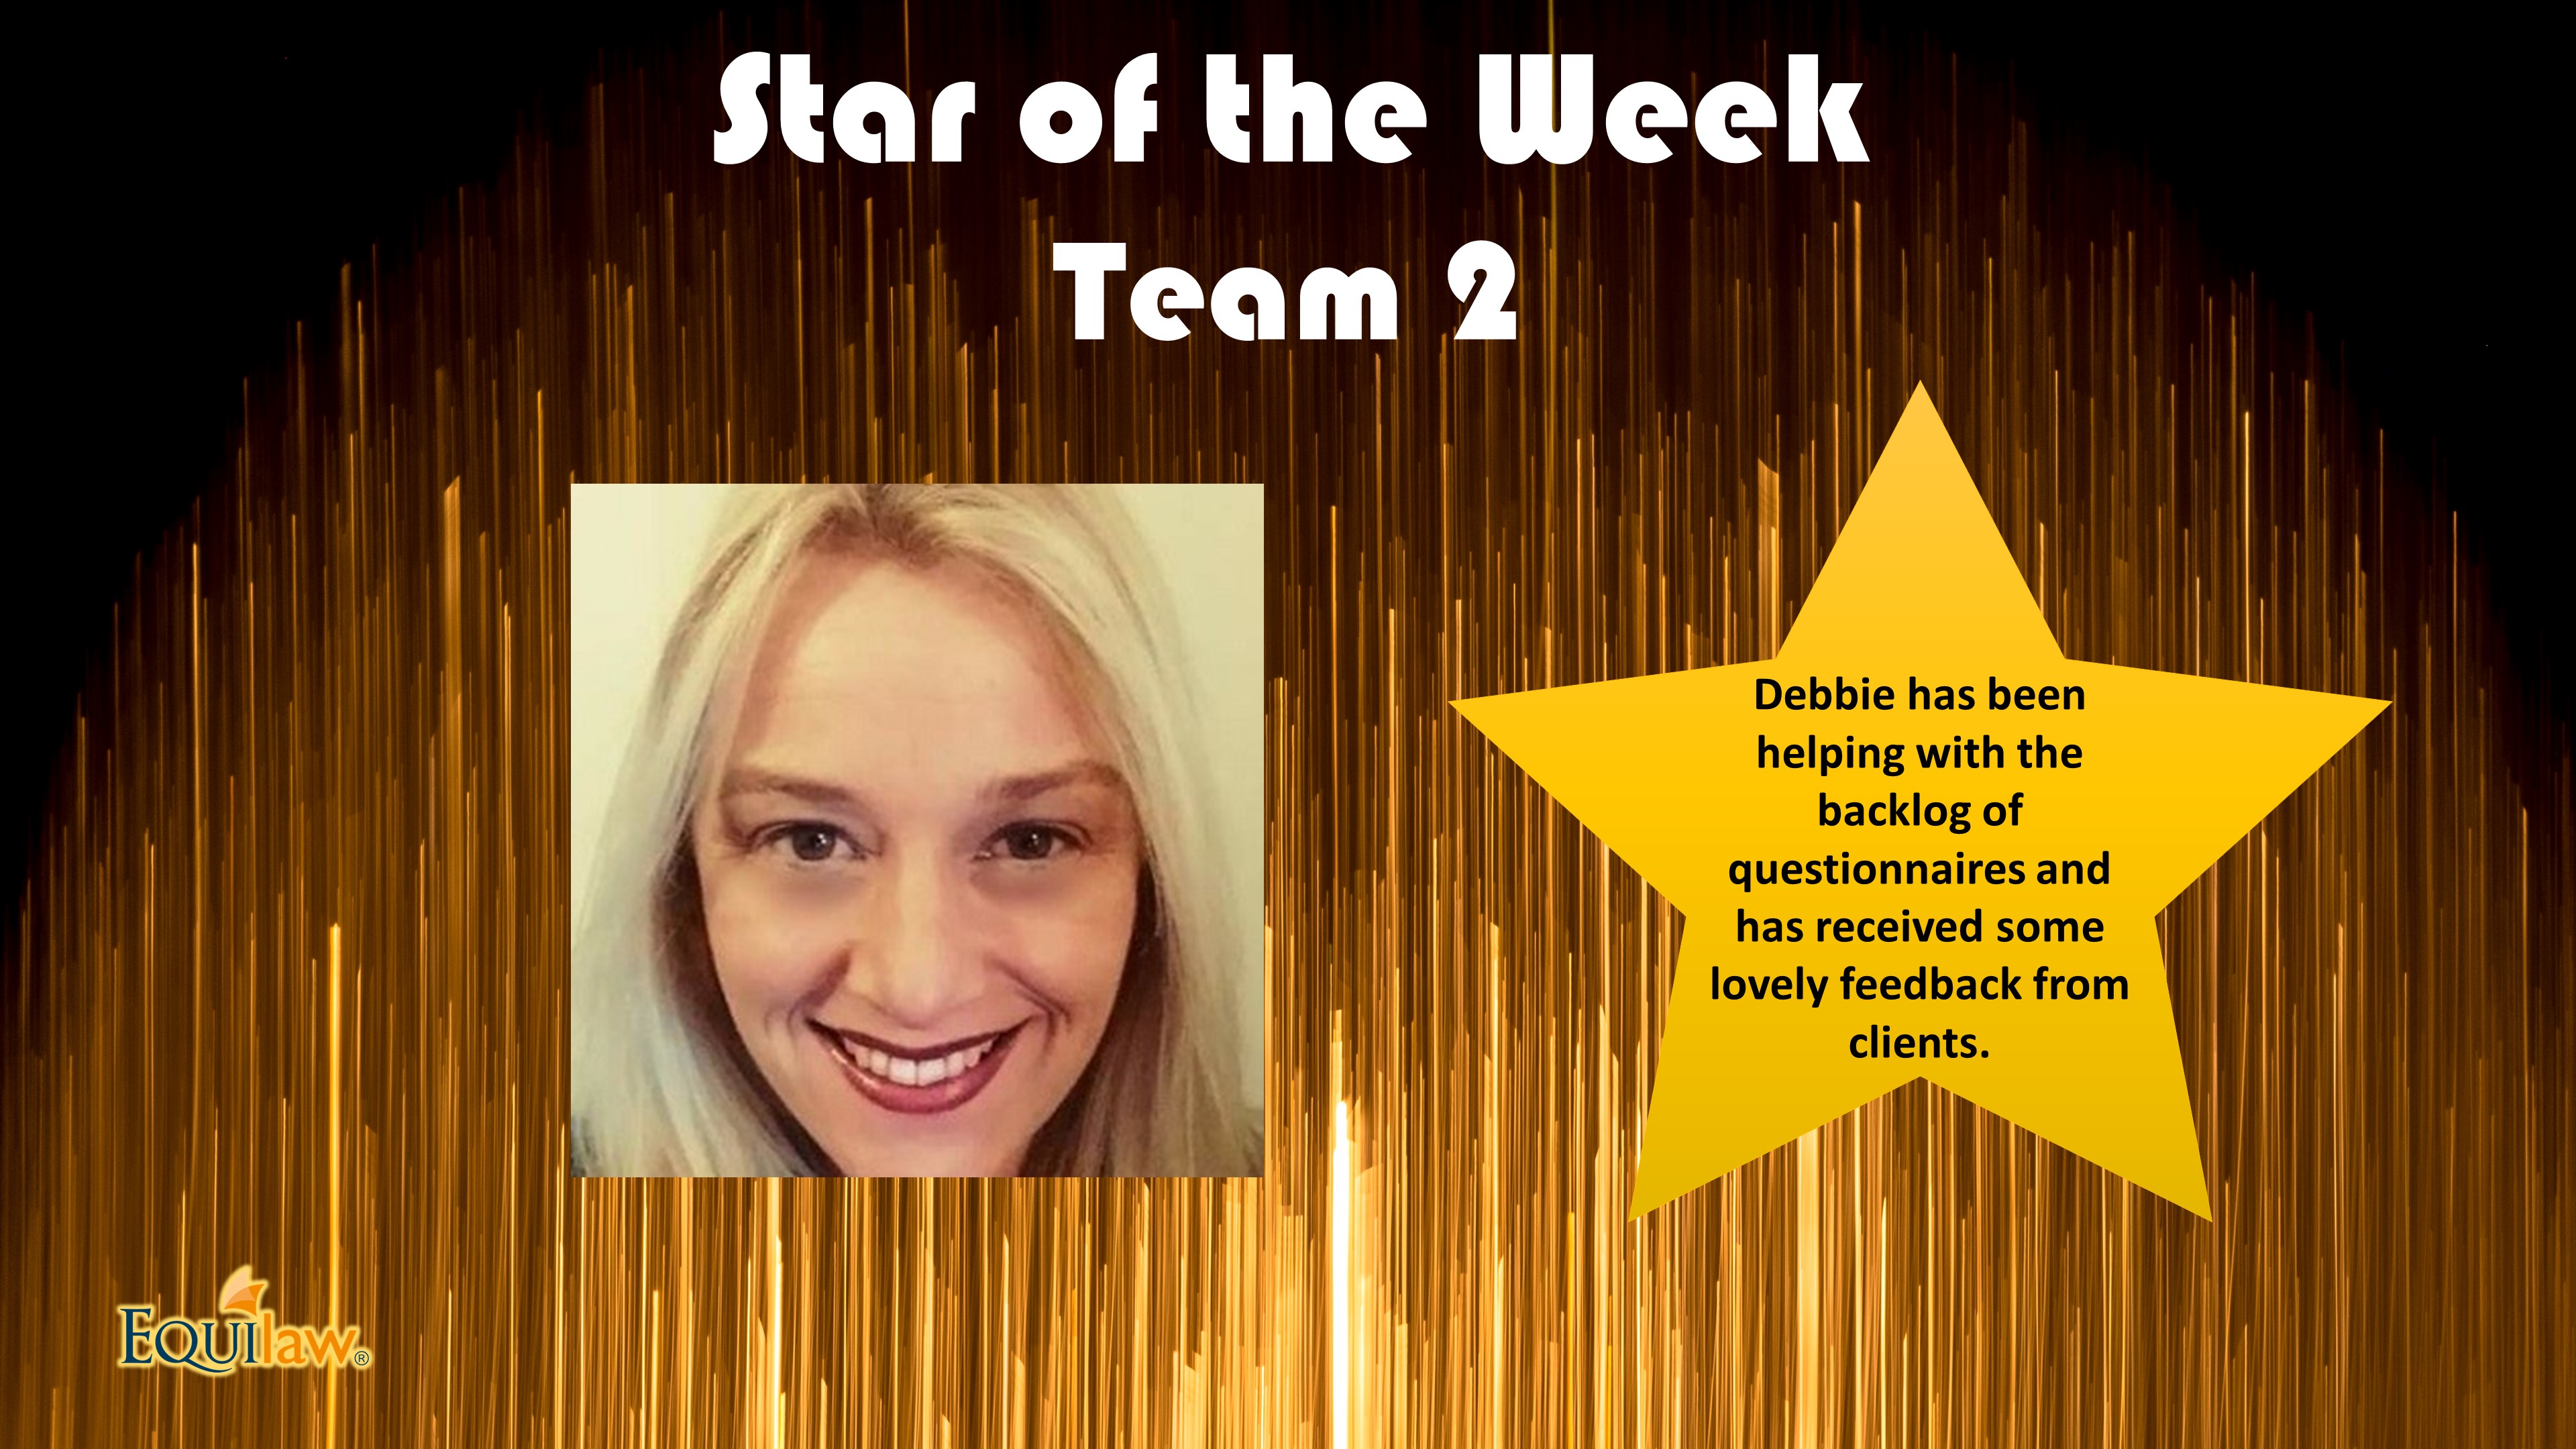 Star of the Week
Team 2
Debbie has been
helping with the
backlog of
questionnaires and
has received some
lovely feedback from
clients.
EQUIlaw®